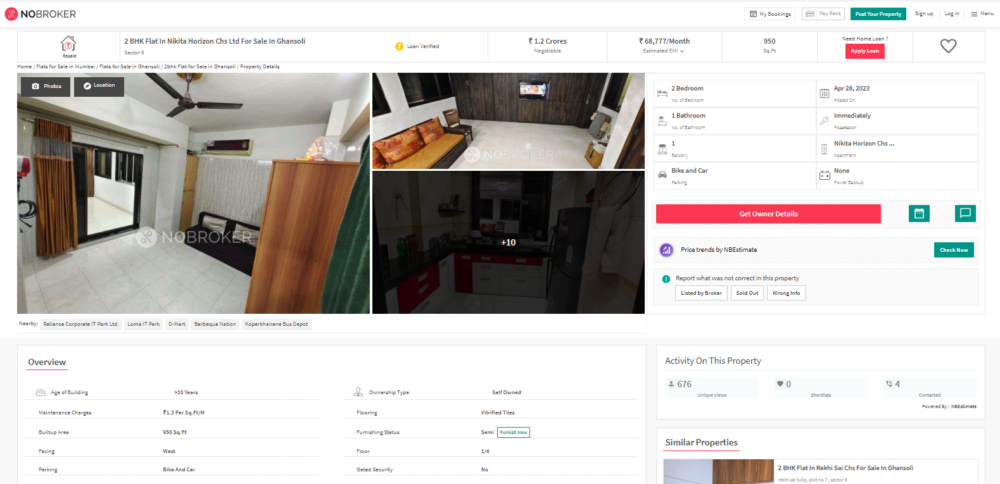 NOBROKER
My Bookings
Pay Rent
Post Your Property
Sign up
Log in
Menu
Resale
2 BHK Flat In Nikita Horizon Chs Ltd For Sale In Ghansoli
Sector 6
Loan Verified
₹ 1.2 Crores
Negotiable
₹ 68,777/Month
Estimated EMI
950
Sq.Ft
Need Home Loan ?
Apply Loan
Home / Flats for Sale in Mumbai / Flats for Sale in Ghansoli / 2bhk Flat for Sale in Ghansoli / Property Details
Photos
Location
NOBROKER
NOBROKER
+10
2 Bedroom
No. of Bedroom
Apr 28, 2023
Posted On
1 Bathroom
No. of Bathroom
Immediately
Possession
1
Balcony
Nikita Horizon Chs ...
Apartment
Bike and Car
Parking
None
Power Backup
Get Owner Details
Price trends by NBEstimate
Check Now
Report what was not correct in this property
Listed by Broker
Sold Out
Wrong Info
Nearby:
Reliance Corporate IT Park Ltd.
Loma IT Park
D-Mart
Barbeque Nation
Koperkhairane Bus Depot
Overview
Age of Building
>10 Years
Ownership Type
Self Owned
Maintenance Charges
₹1.3 Per Sq.Ft/M
Flooring
Vitrified Tiles
Builtup Area
950 Sq.Ft
Furnishing Status
Semi
Furnish Now
Facing
West
Floor
1/4
Parking
Bike And Car
Gated Security
No
Activity On This Property
676
Unique Views
0
Shortlists
4
Contacted
Powered By : NBEstimate
Similar Properties
2 BHK Flat In Rekhi Sai Chs For Sale In Ghansoli
rekhi sai tulip, plot no 7 , sector 6